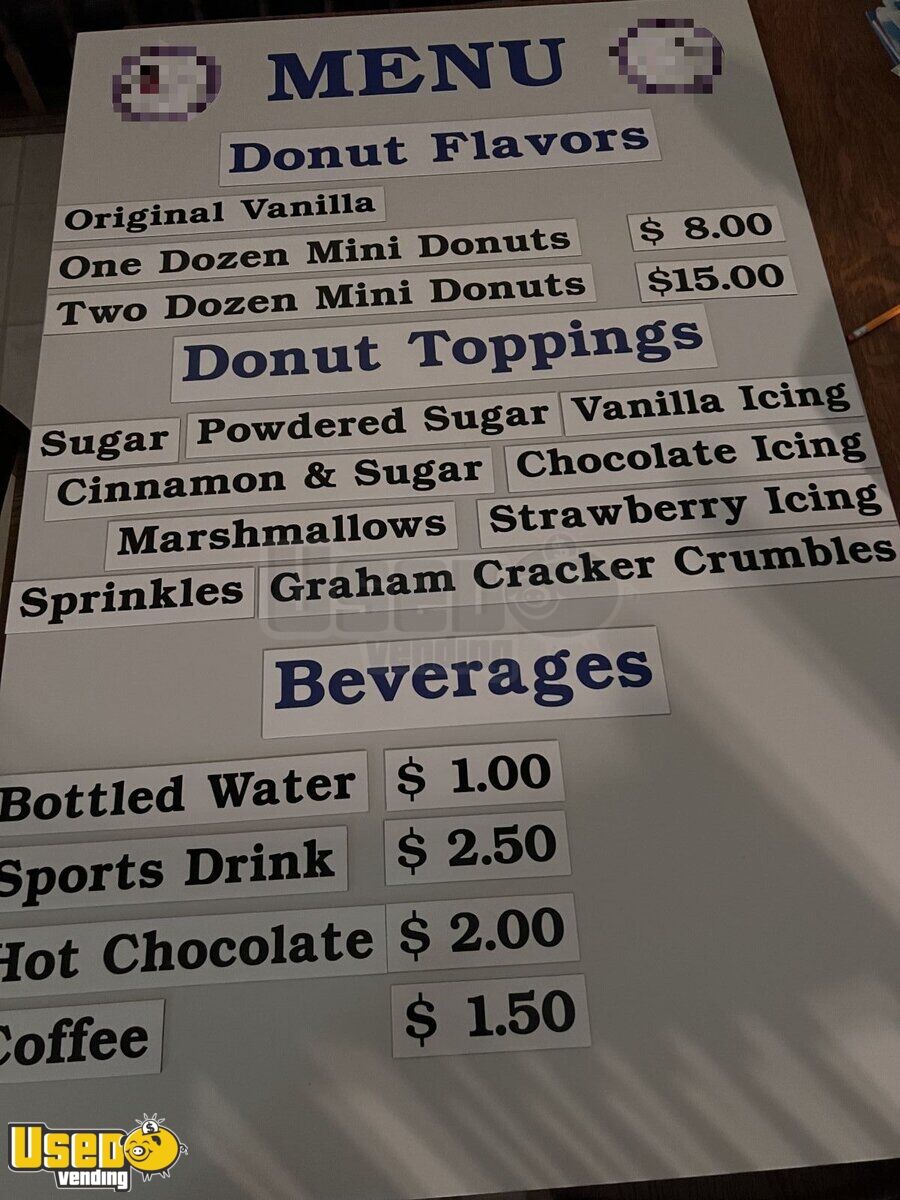 MENU
Donut Flavors
Original Vanilla
One Dozen Mini Donuts $ 8.00
Two Dozen Mini Donuts $15.00
Donut Toppings
Sugar Powdered Sugar Vanilla Icing
Cinnamon & Sugar Chocolate Icing
Marshmallows Strawberry Icing
Sprinkles Graham Cracker Crumbles
Used vending
Beverages
Bottled Water $ 1.00
Sports Drink $ 2.50
Hot Chocolate $ 2.00
Coffee $ 1.50
Used
vending